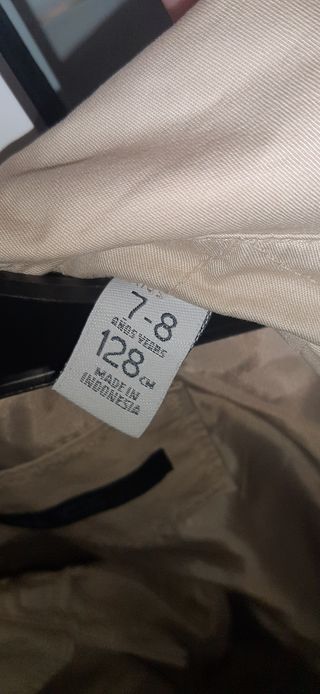 7-8
AÑOS YEARS
128 CM
MADE IN
INDONESIA